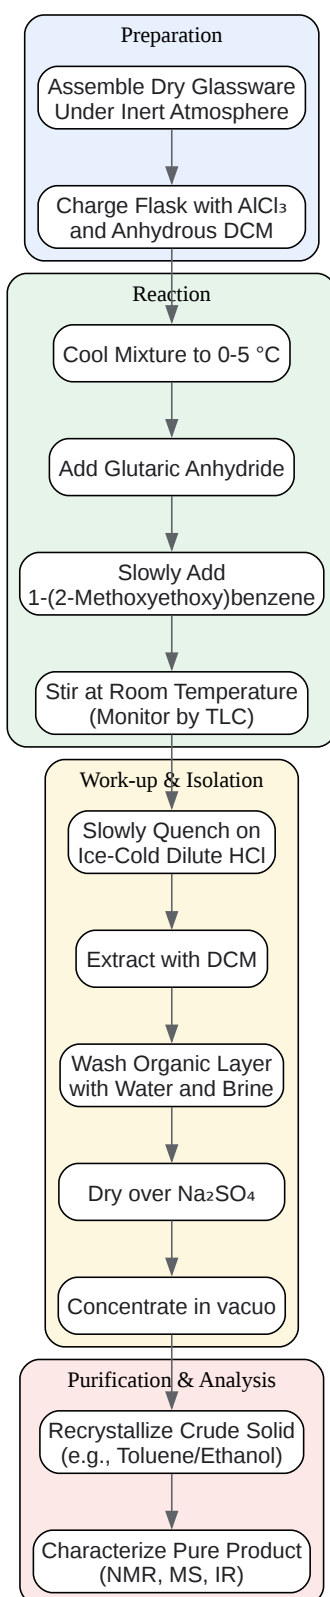 Preparation
Assemble Dry Glassware
Under Inert Atmosphere
Charge Flask with AlCl₃
and Anhydrous DCM
Reaction
Cool Mixture to 0-5 °C
Add Glutaric Anhydride
Slowly Add
1-(2-Methoxyethoxy)benzene
Stir at Room Temperature
(Monitor by TLC)
Work-up & Isolation
Slowly Quench on
Ice-Cold Dilute HCl
Extract with DCM
Wash Organic Layer
with Water and Brine
Dry over Na₂SO₄
Concentrate in vacuo
Purification & Analysis
Recrystallize Crude Solid
(e.g., Toluene/Ethanol)
Characterize Pure Product
(NMR, MS, IR)